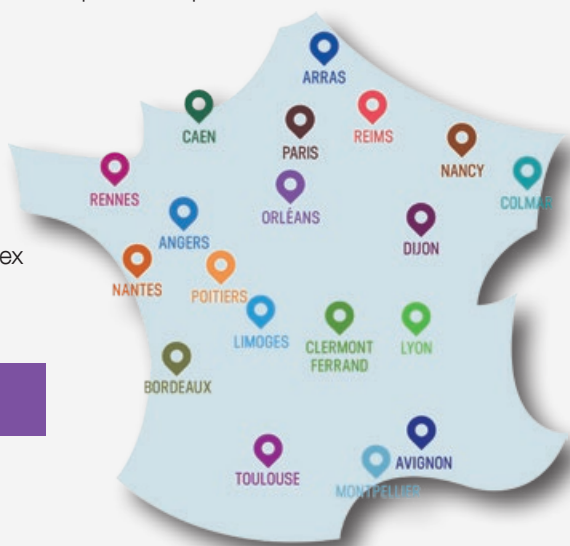 ARRAS
CAEN
PARIS
REIMS
NANCY
RENNES
COLMAR
ORLÉANS
ANGERS
DIJON
ex
NANTES
POITIERS
LIMOGES
CLERMONT
FERRAND
LYON
BORDEAUX
TOULOUSE
AVIGNON
MONTPELLIER